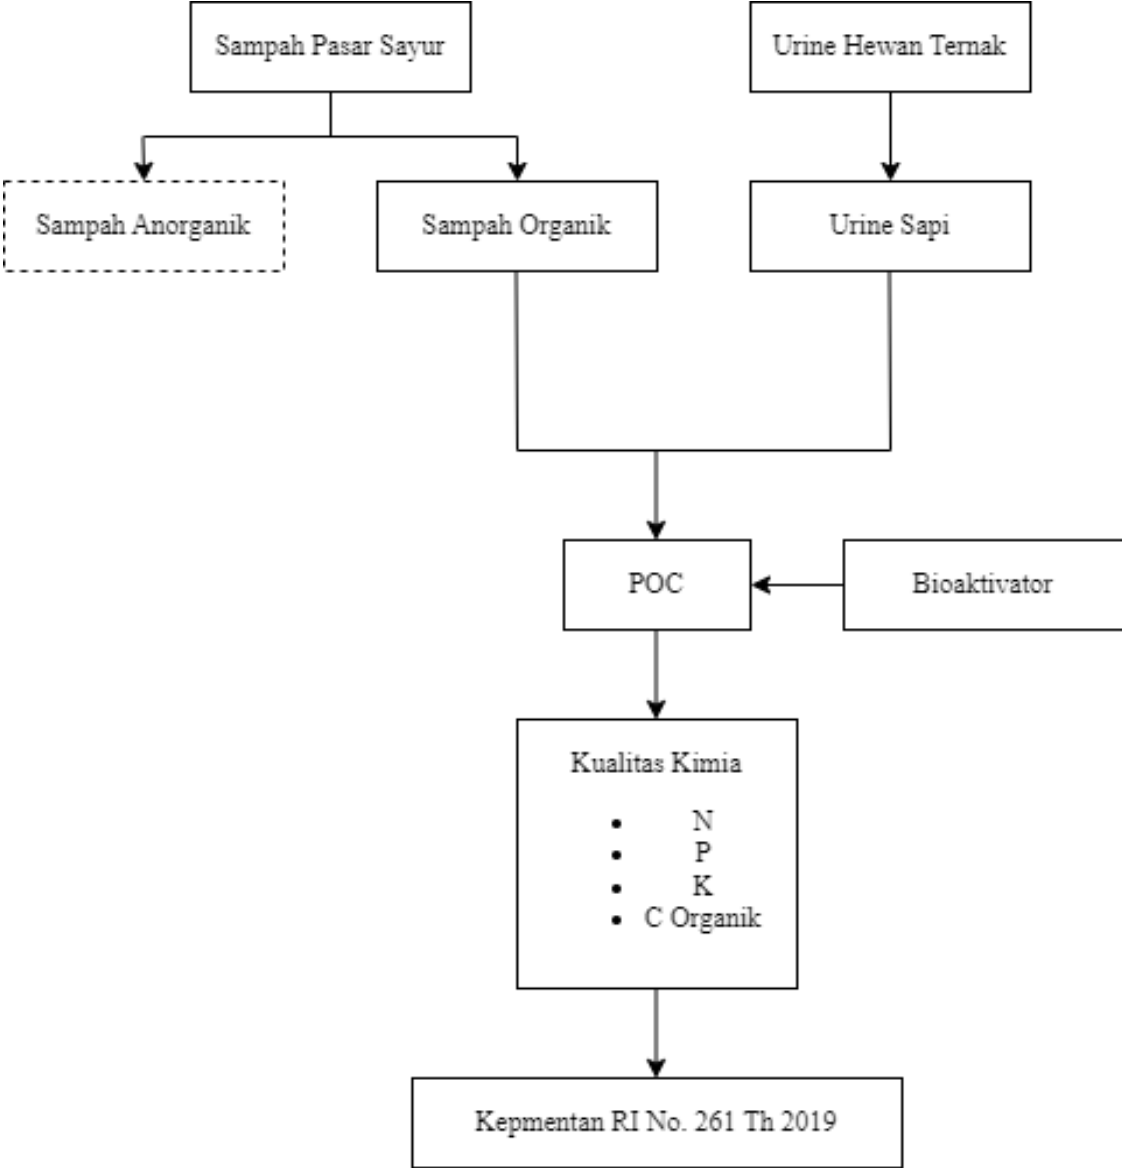 Sampah Pasar Sayur
Urine Hewan Ternak
Sampah Anorganik
Sampah Organik
Urine Sapi
POC
Bioaktivator
Kualitas Kimia
• N
• P
• K
• C Organik
Kepmentan RI No. 261 Th 2019